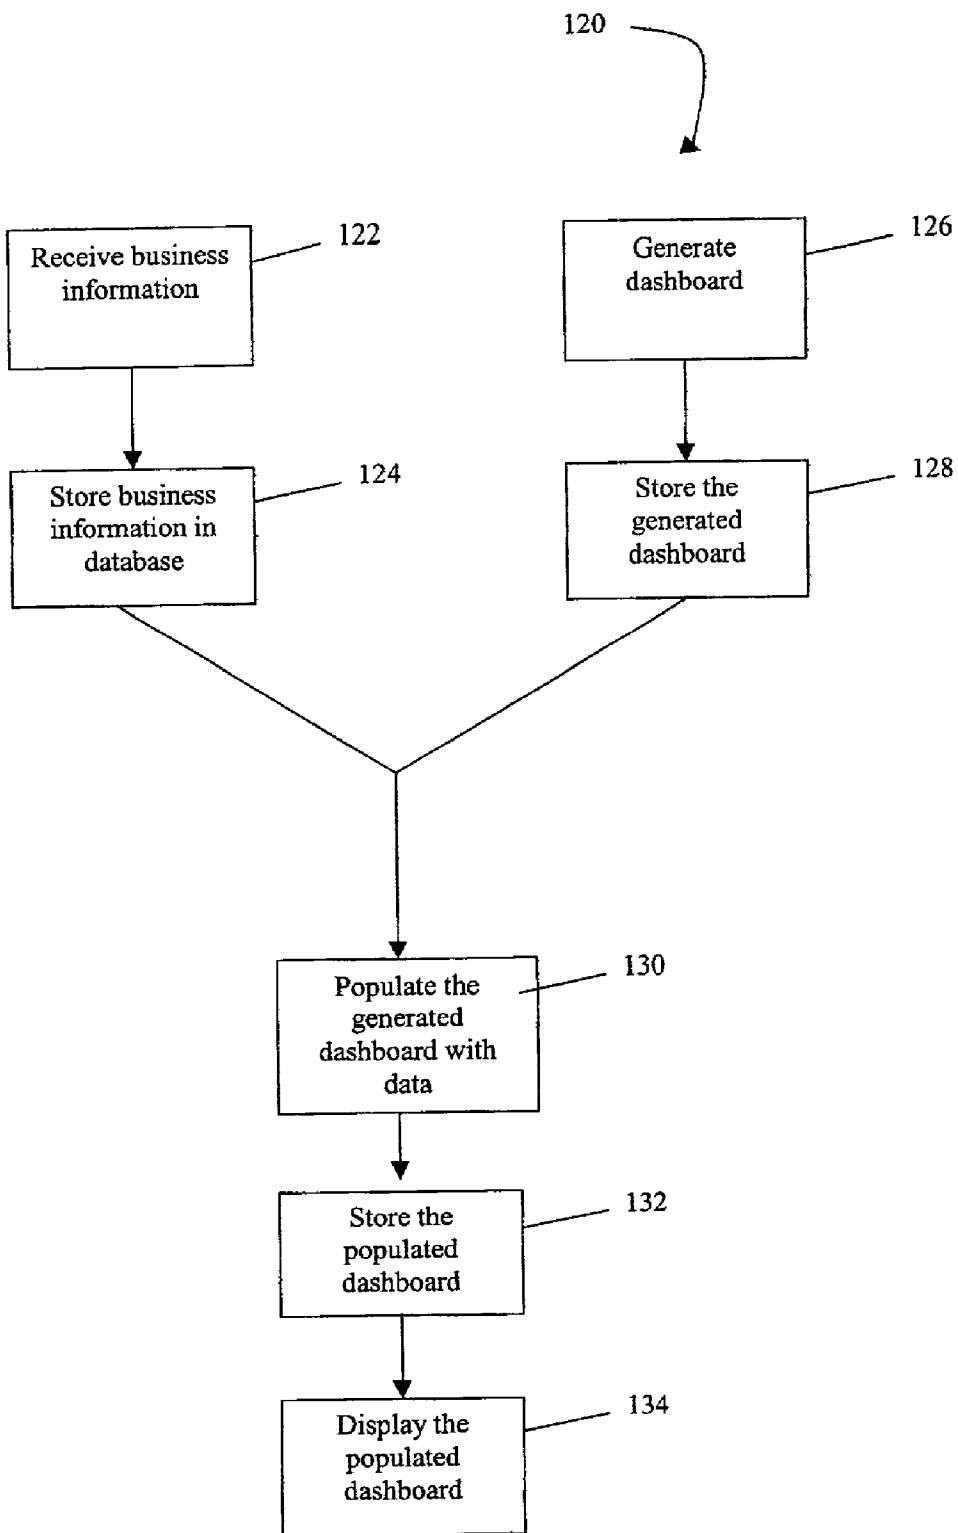 120
Receive business
information
122
Generate
dashboard
126
Store business
information in
database
124
Store the
generated
dashboard
128
Populate the
generated
dashboard with
data
130
Store the
populated
dashboard
132
Display the
populated
dashboard
134